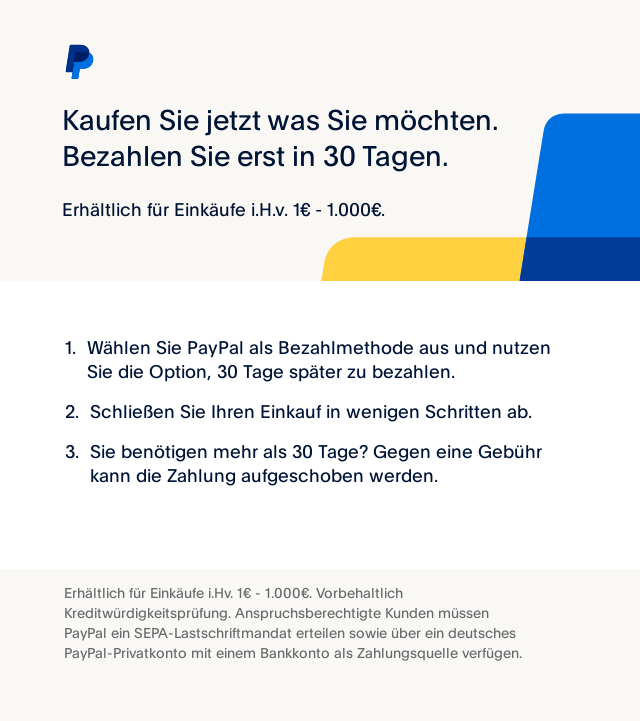 Kaufen Sie jetzt was Sie möchten.
Bezahlen Sie erst in 30 Tagen.
Erhältlich für Einkäufe i.H.v. 1€ - 1.000€.
1. Wählen Sie PayPal als Bezahlmethode aus und nutzen
Sie die Option, 30 Tage später zu bezahlen.
2. Schließen Sie Ihren Einkauf in wenigen Schritten ab.
3. Sie benötigen mehr als 30 Tage? Gegen eine Gebühr
kann die Zahlung aufgeschoben werden.
Erhältlich für Einkäufe i.Hv. 1€ - 1.000€. Vorbehaltlich
Kreditwürdigkeitsprüfung. Anspruchsberechtigte Kunden müssen
PayPal ein SEPA-Lastschriftmandat erteilen sowie über ein deutsches
PayPal-Privatkonto mit einem Bankkonto als Zahlungsquelle verfügen.